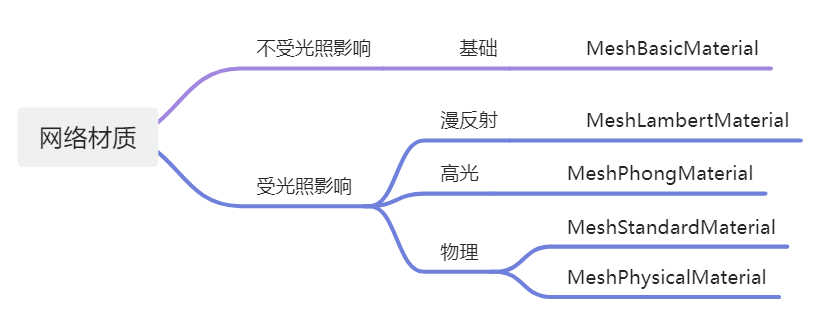 网络材质
不受光照影响
基础
MeshBasicMaterial
受光照影响
漫反射
MeshLambertMaterial
高光
MeshPhongMaterial
物理
MeshStandardMaterial
MeshPhysicalMaterial